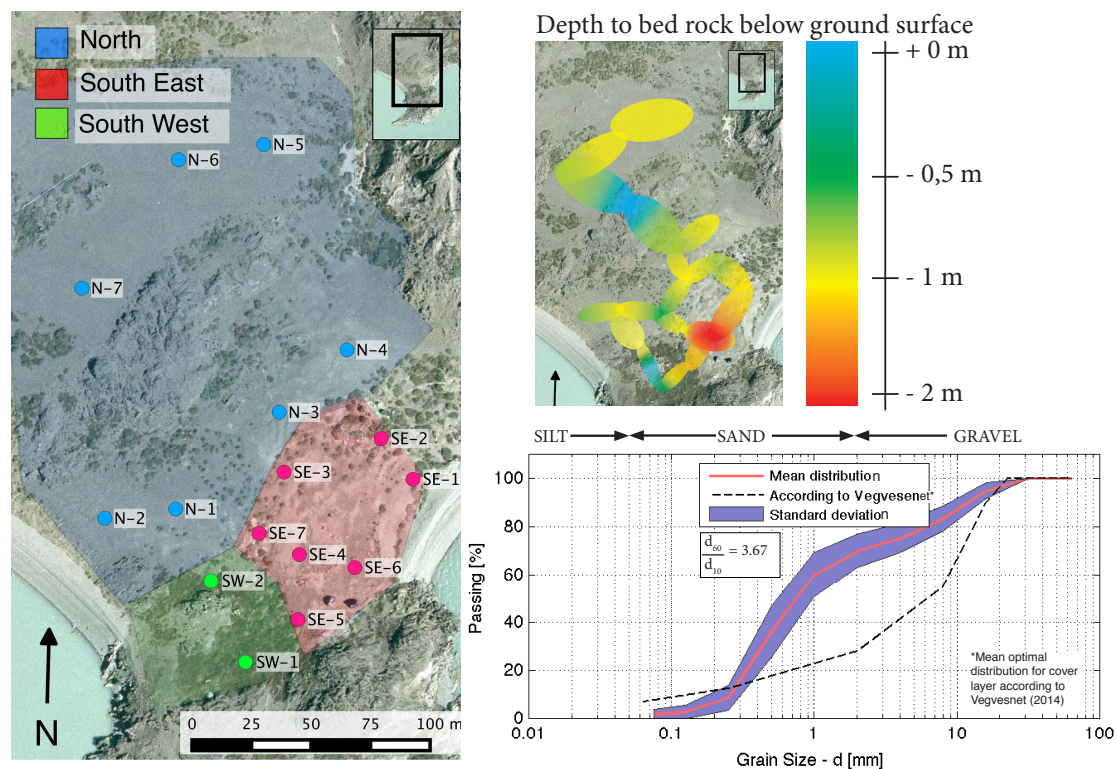 North
South East
South West
N-5
N-6
N-7
N-4
N-3
SE-2
SE-3
SE-1
N-1
N-2
SE-7
SE-4
SE-6
SW-2
SE-5
SW-1
N
0 25 50 75 100 m
Depth to bed rock below ground surface
+ 0 m
- 0,5 m
- 1 m
- 2 m
SILT SAND GRAVEL
Mean distribution
According to Vegvesenet*
Standard deviation
d60
d10
= 3.67
*Mean optimal
distribution for cover
layer according to
Vegvesnet (2014)
Passing [%]
100
80
60
40
20
0
0.01 0.1 1 10 100
Grain Size - d [mm]